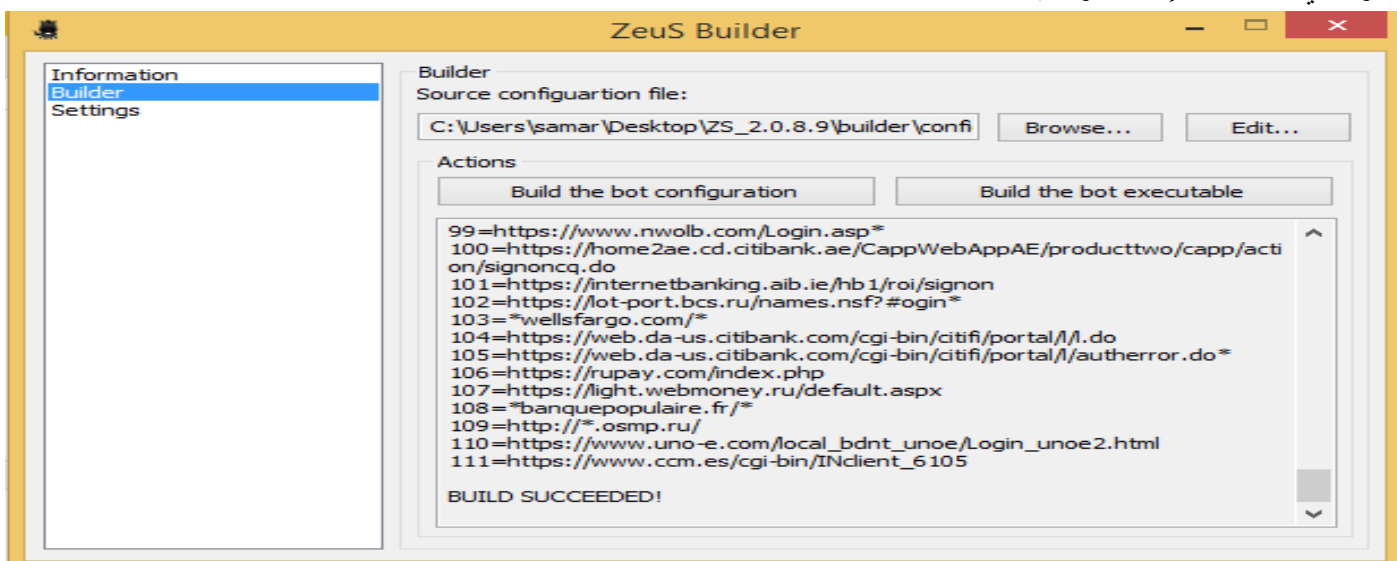 ZeuS Builder
Information
Builder
Settings
Builder
Source configuartion file:
C:\Users\samar\Desktop\ZS_2.0.8.9\builder\confi
Browse...
Edit...
Actions
Build the bot configuration
Build the bot executable
99=https://www.nwolb.com/Login.asp*
100=https://home2ae.cd.citibank.ae/CappWebAppAE/producttwo/capp/acti
on/signoncq.do
101=https://internetbanking.aib.ie/hb1/roi/signon
102=https://lot-port.bcs.ru/names.nsf?#ogin*
103=*wellsfargo.com/*
104=https://web.da-us.citibank.com/cgi-bin/citifi/portal/l/l.do
105=https://web.da-us.citibank.com/cgi-bin/citifi/portal/l/autherror.do*
106=https://rupay.com/index.php
107=https://light.webmoney.ru/default.aspx
108=*banquepopulaire.fr/*
109=http://*.osmp.ru/
110=https://www.uno-e.com/local_bdnt_unoe/Login_unoe2.html
111=https://www.ccm.es/cgi-bin/INclient_6105
BUILD SUCCEEDED!